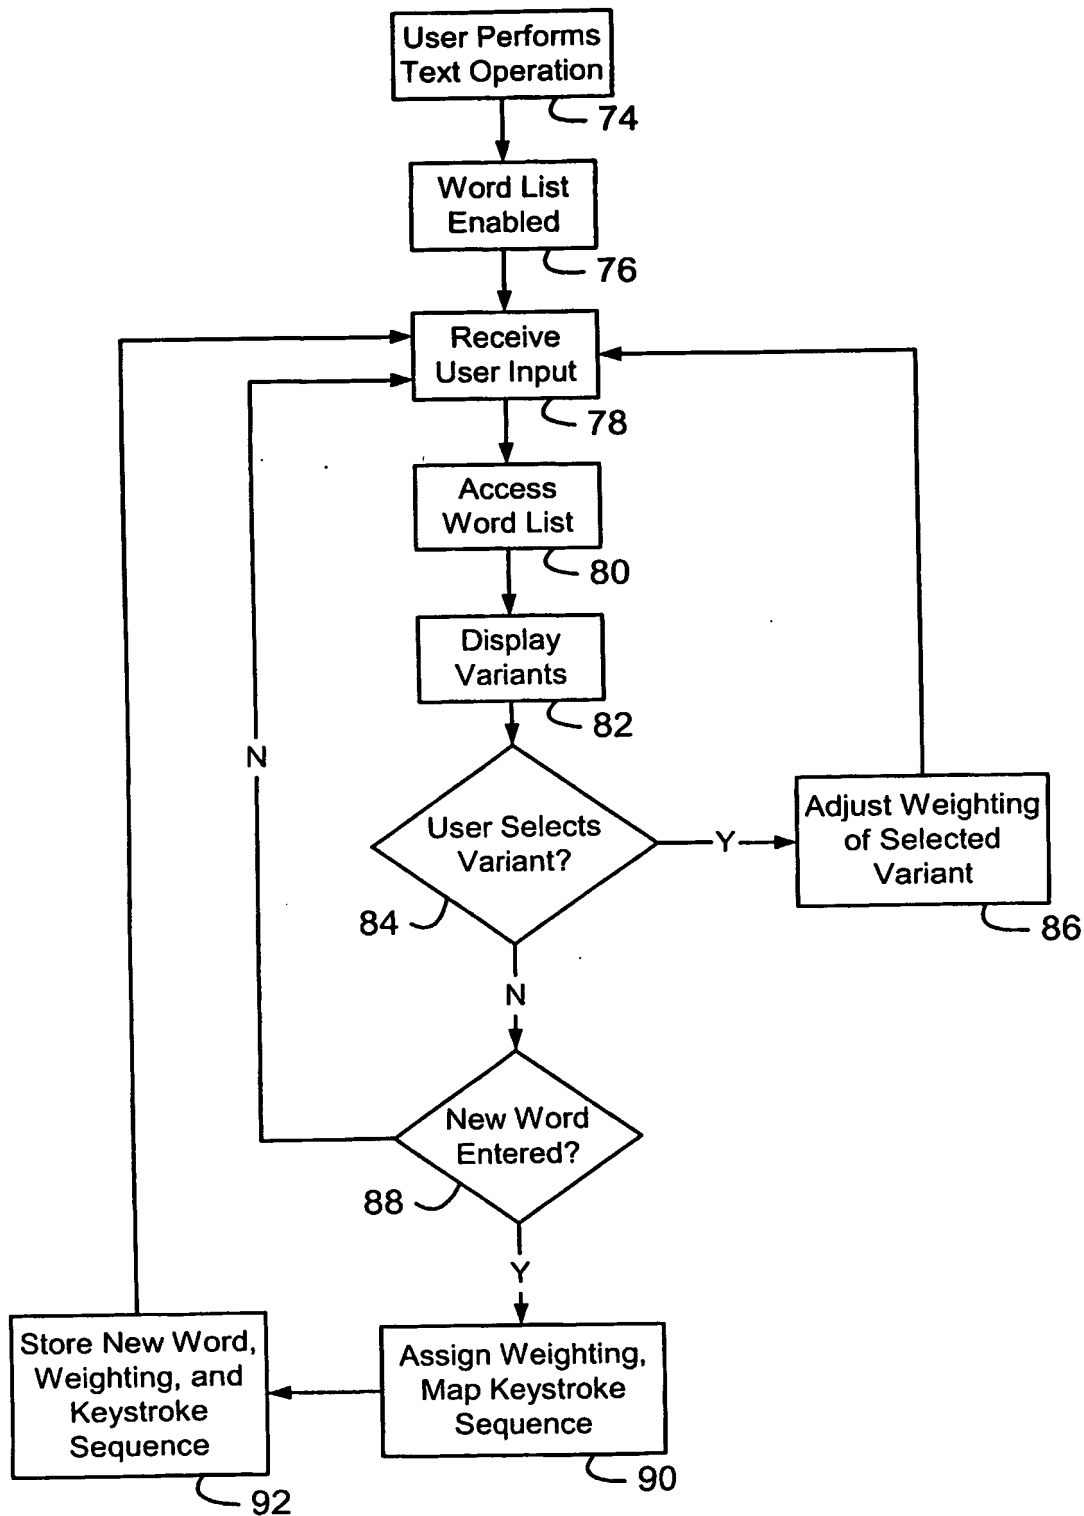 User Performs
Text Operation
74
Word List
Enabled
76
Receive
User Input
78
Access
Word List
80
Display
Variants
82
User Selects
Variant?
84
Y
Adjust Weighting
of Selected
Variant
86
N
N
New Word
Entered?
88
Y
Assign Weighting,
Map Keystroke
Sequence
90
Store New Word,
Weighting, and
Keystroke
Sequence
92